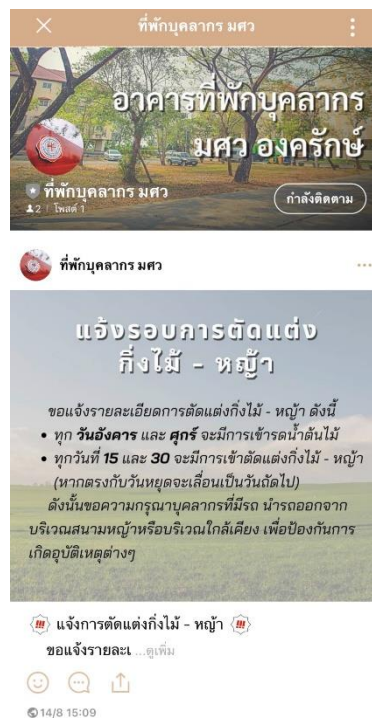 ที่พักบุคลากร มศว
อาคารที่พักบุคลากร
มศว องครักษ์
ที่พักบุคลากร มศว
2 | โพสต์ 1
กำลังติดตาม
ที่พักบุคลากร มศว
แจ้งรอบการตัดแต่ง
กิ่งไม้ - หญ้า
ขอแจ้งรายละเอียดการตัดแต่งกิ่งไม้ - หญ้า ดังนี้
• ทุก วันอังคาร และ ศุกร์ จะมีการเข้ารดน้ำต้นไม้
• ทุกวันที่ 15 และ 30 จะมีการเข้าตัดแต่งกิ่งไม้ - หญ้า
(หากตรงกับวันหยุดจะเลื่อนเป็นวันถัดไป)
ดังนั้นขอความกรุณาบุคลากรที่มีรถ นำรถออกจาก
บริเวณสนามหญ้าหรือบริเวณใกล้เคียง เพื่อป้องกันการ
เกิดอุบัติเหตุต่างๆ
!!! แจ้งการตัดแต่งกิ่งไม้ - หญ้า !!!
ขอแจ้งรายละเ ...ดูเพิ่ม
14/8 15:09